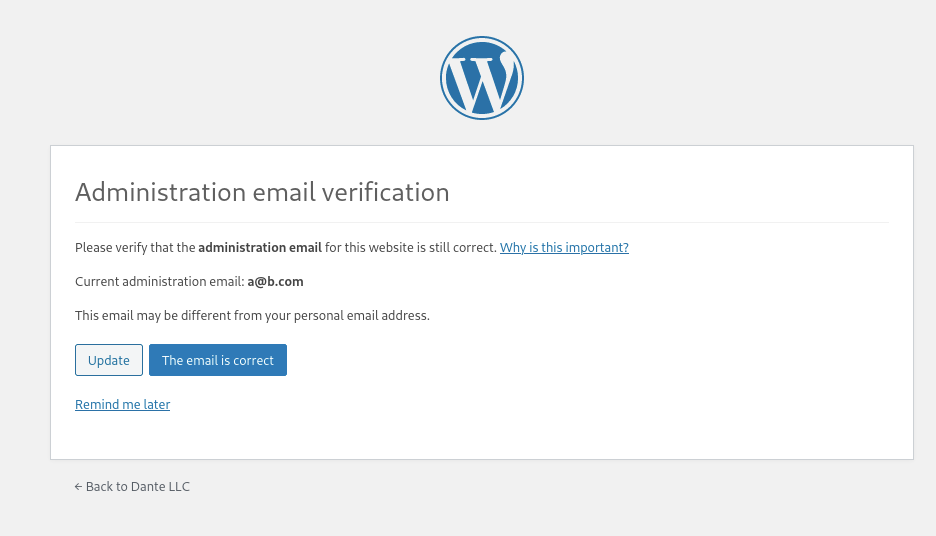 Administration email verification
Please verify that the administration email for this website is still correct. Why is this important?
Current administration email: a@b.com
This email may be different from your personal email address.
Update The email is correct
Remind me later
← Back to Dante LLC